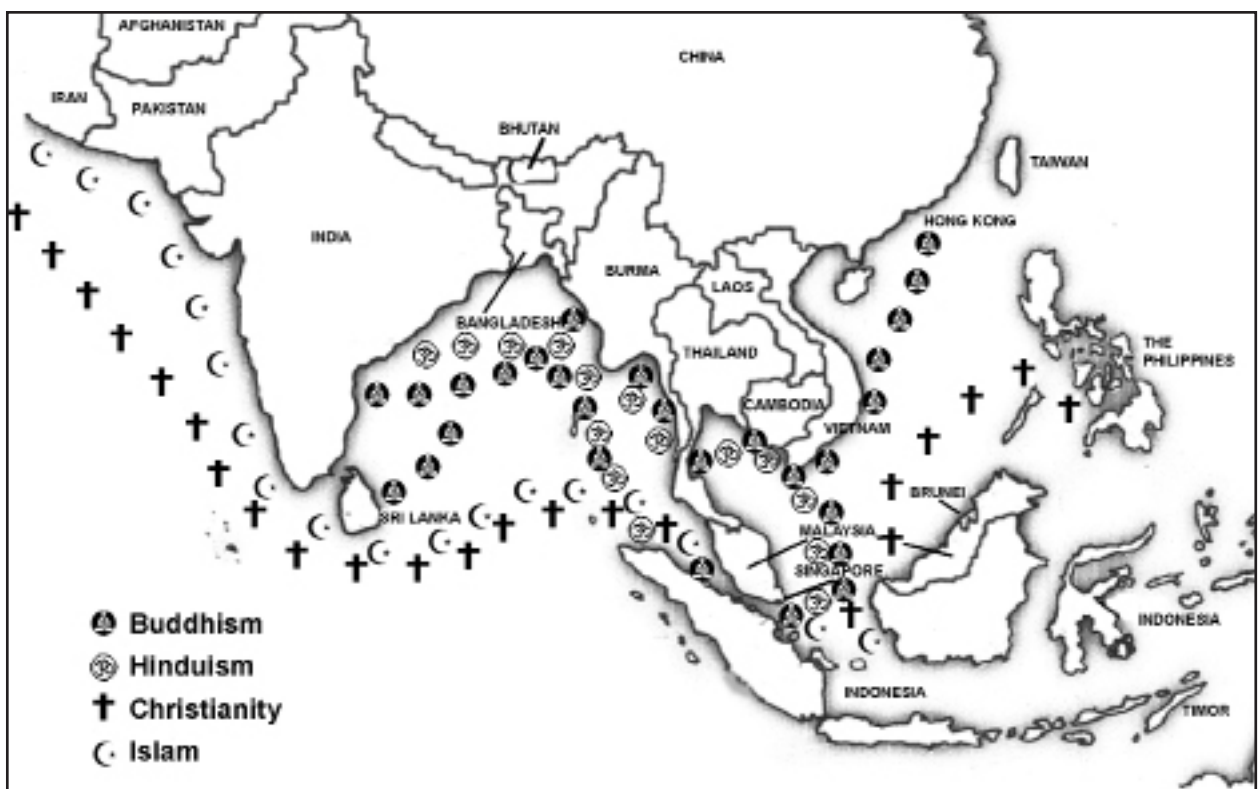 AFGHANISTAN
CHINA
IRAN
PAKISTAN
BHUTAN
TAIWAN
HONG KONG
INDIA
BURMA
LAOS
BANGLADESH
THAILAND
THE
PHILIPPINES
CAMBODIA
VIETNAM
BRUNEI
SRI LANKA
MALAYSIA
SINGAPORE
INDONESIA
INDONESIA
TIMOR
Buddhism
Hinduism
Christianity
Islam